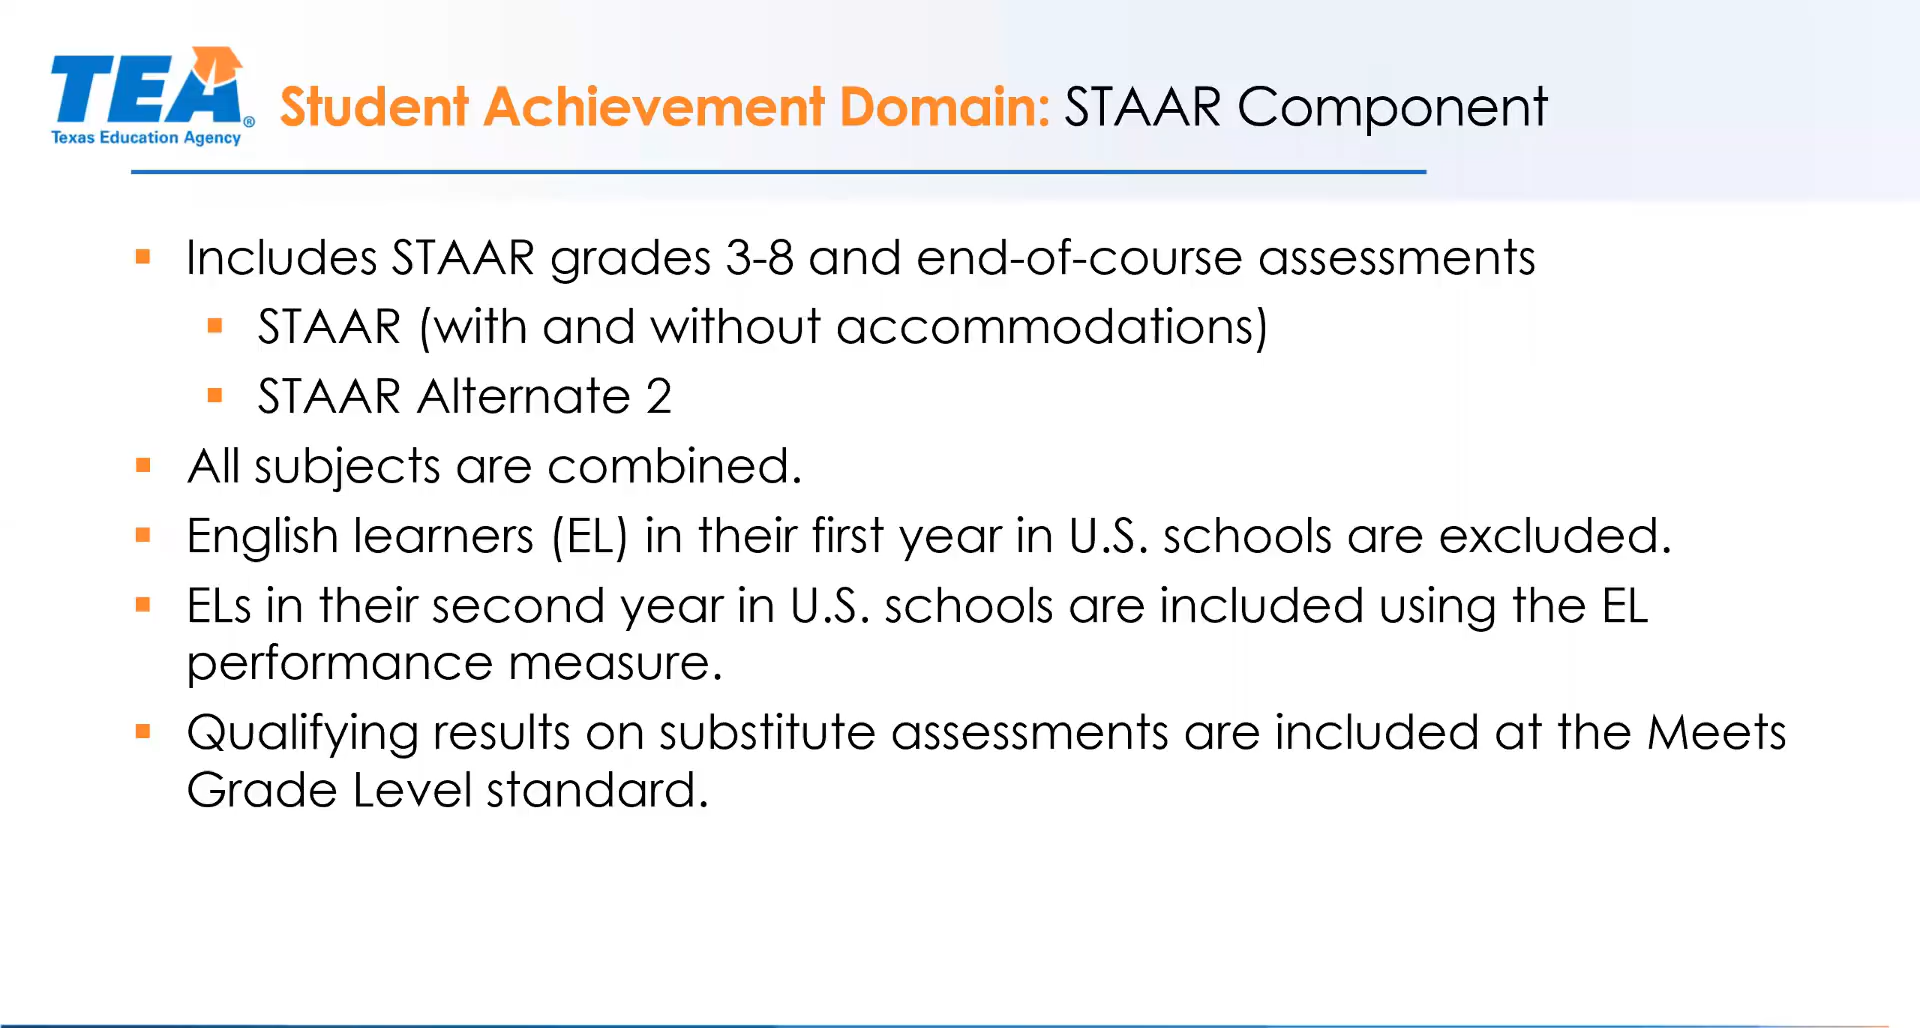 TEA®
Texas Education Agency
Student Achievement Domain: STAAR Component
▪ Includes STAAR grades 3-8 and end-of-course assessments
▪ STAAR (with and without accommodations)
▪ STAAR Alternate 2
▪ All subjects are combined.
▪ English learners (EL) in their first year in U.S. schools are excluded.
▪ ELs in their second year in U.S. schools are included using the EL
performance measure.
▪ Qualifying results on substitute assessments are included at the Meets
Grade Level standard.